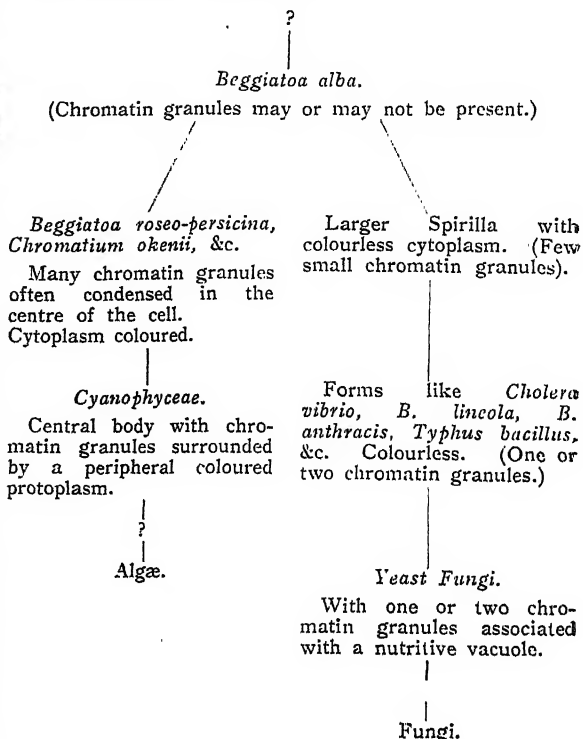 ?
Beggiatoa alba.
(Chromatin granules may or may not be present.)
Beggiatoa roseo-persicina,
Chromatium okenii, &c.
Many chromatin granules
often condensed in the
centre of the cell.
Cytoplasm coloured.
Cyanophyceae.
Central body with chro-
matin granules surrounded
by a peripheral coloured
protoplasm.
?
Algæ.
Larger Spirilla with
colourless cytoplasm. (Few
small chromatin granules).
Forms like Cholera
vibrio, B. lineola, B.
anthracis, Typhus bacillus,
&c. Colourless. (One or
two chromatin granules.)
Yeast Fungi.
With one or two chro-
matin granules associated
with a nutritive vacuole.
Fungi.